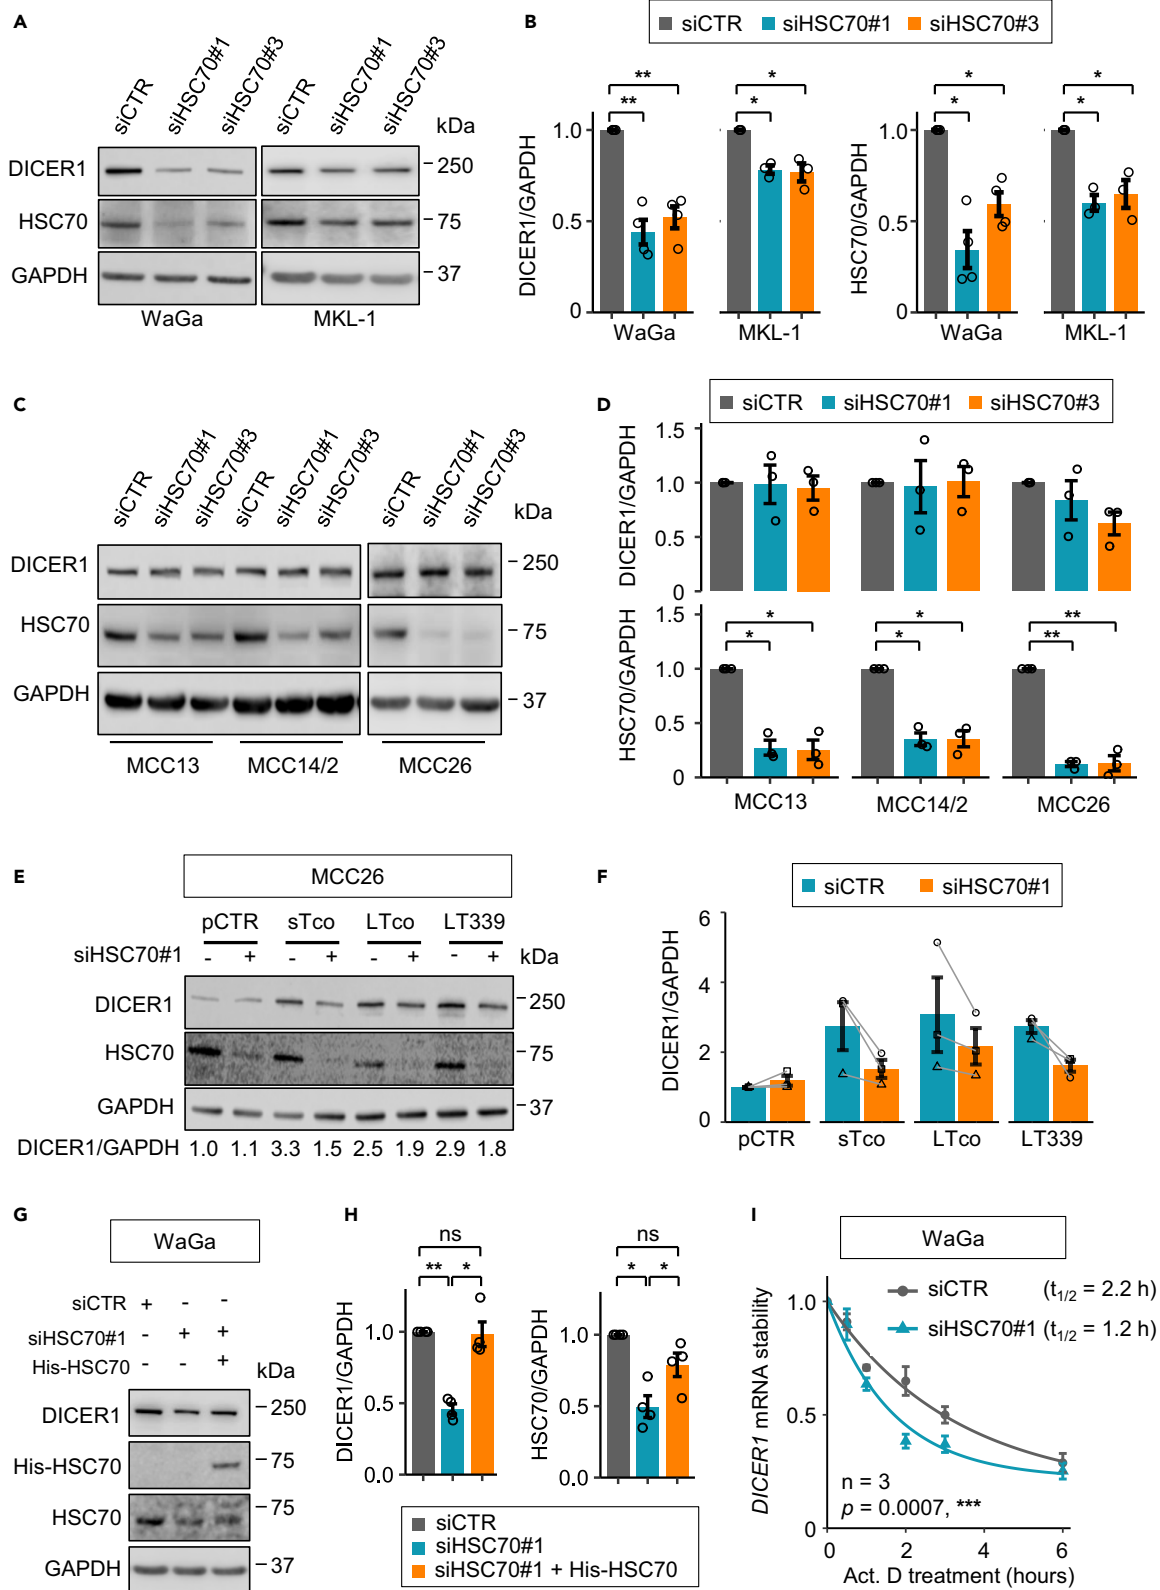 A
siCTR
siHSC70#1
siHSC70#3
siCTR
siHSC70#1
siHSC70#3
kDa
DICER1
250
HSC70
75
GAPDH
37
WaGa
MKL-1
B
siCTR siHSC70#1 siHSC70#3
** * * *
** * * *
DICER1/GAPDH
1.0
0.5
0
WaGa MKL-1
HSC70/GAPDH
1.0
0.5
0
WaGa MKL-1
C
siCTR
siHSC70#1
siHSC70#3
siCTR
siHSC70#1
siHSC70#3
siCTR
siHSC70#1
siHSC70#3
kDa
DICER1
250
HSC70
75
GAPDH
37
MCC13 MCC14/2 MCC26
D
siCTR siHSC70#1 siHSC70#3
DICER1/GAPDH
1.5
1.0
0.5
0
HSC70/GAPDH
1.5
1.0
0.5
0
* * **
* * **
MCC13 MCC14/2 MCC26
E
MCC26
pCTR sTco LTco LT339
siHSC70#1 - + - + - + - + kDa
DICER1
250
HSC70
75
GAPDH
37
DICER1/GAPDH 1.0 1.1 3.3 1.5 2.5 1.9 2.9 1.8
F
siCTR siHSC70#1
DICER1/GAPDH
6
4
2
0
pCTR sTco LTco LT339
G
WaGa
siCTR + - -
siHSC70#1 - + +
His-HSC70 - - +
kDa
DICER1
250
His-HSC70
75
HSC70
75
GAPDH
37
H
ns
** *
DICER1/GAPDH
1.0
0.5
0.0
ns
* *
HSC70/GAPDH
1.0
0.5
0.0
siCTR
siHSC70#1
siHSC70#1 + His-HSC70
I
WaGa
siCTR (t1/2 = 2.2 h)
siHSC70#1 (t1/2 = 1.2 h)
DICER1 mRNA stability
1.0
0.5
0
n = 3
p = 0.0007, ***
0 2 4 6
Act. D treatment (hours)